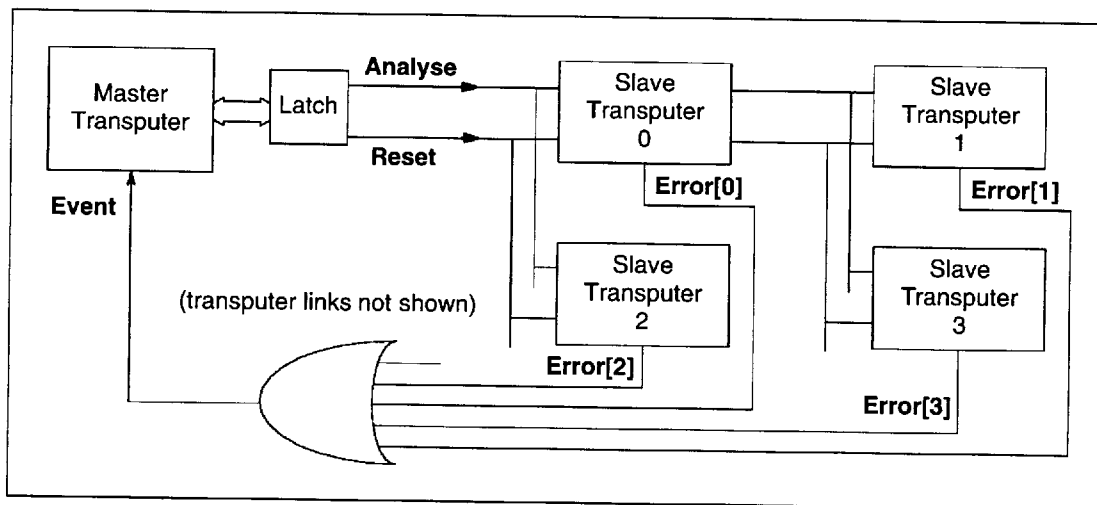 Master
Transputer
Latch
Analyse
Reset
Slave
Transputer
0
Slave
Transputer
1
Error[0]
Error[1]
Event
Slave
Transputer
2
Slave
Transputer
3
(transputer links not shown)
Error[2]
Error[3]